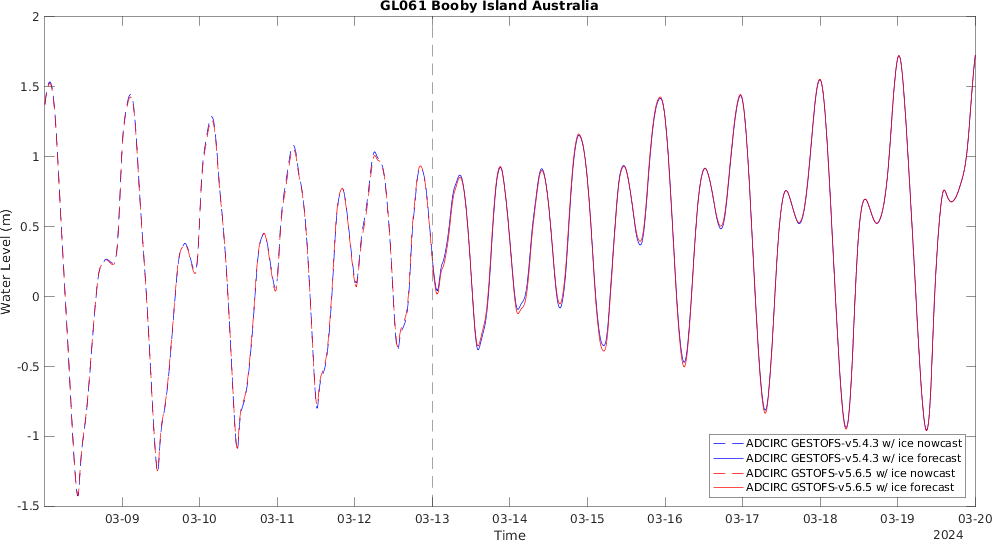 GL061 Booby Island Australia
Water Level (m)
2
1.5
1
0.5
0
-0.5
-1
-1.5
ADCIRC GESTOFS-v5.4.3 w/ ice nowcast
ADCIRC GESTOFS-v5.4.3 w/ ice forecast
ADCIRC GSTOFS-v5.6.5 w/ ice nowcast
ADCIRC GSTOFS-v5.6.5 w/ ice forecast
03-09 03-10 03-11 03-12 03-13 03-14 03-15 03-16 03-17 03-18 03-19 03-20
Time
2024